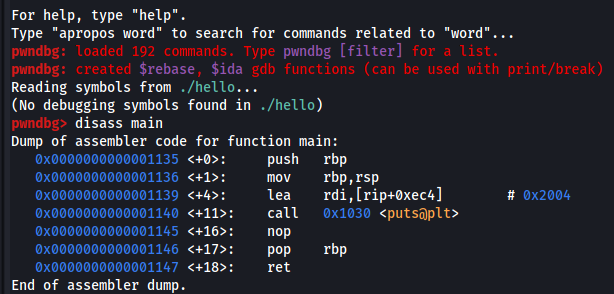 For help, type "help".
Type "apropos word" to search for commands related to "word"...
pwndbg: loaded 192 commands. Type pwndbg [filter] for a list.
pwndbg: created $rebase, $ida gdb functions (can be used with print/break)
Reading symbols from ./hello...
(No debugging symbols found in ./hello)
pwndbg> disass main
Dump of assembler code for function main:
   0x0000000000001135 <+0>:     push   rbp
   0x0000000000001136 <+1>:     mov    rbp,rsp
   0x0000000000001139 <+4>:     lea    rdi,[rip+0xec4]        # 0x2004
   0x0000000000001140 <+11>:    call   0x1030 <puts@plt>
   0x0000000000001145 <+16>:    nop
   0x0000000000001146 <+17>:    pop    rbp
   0x0000000000001147 <+18>:    ret
End of assembler dump.